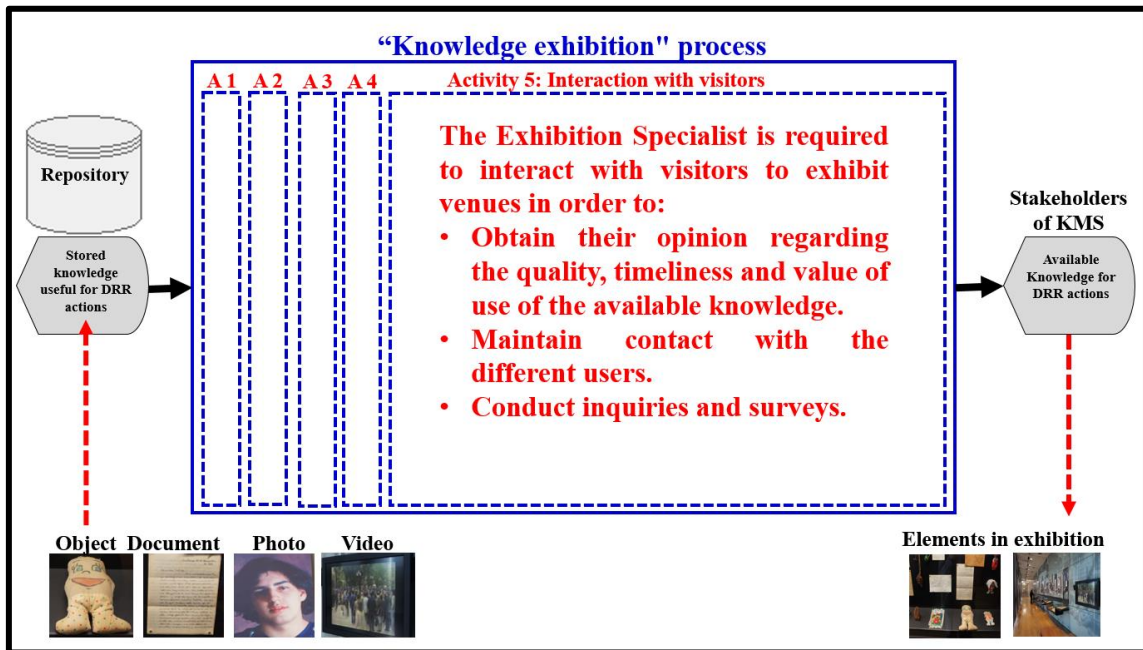 “Knowledge exhibition" process
A 1 A 2 A 3 A 4 Activity 5: Interaction with visitors
The Exhibition Specialist is required
to interact with visitors to exhibit
venues in order to:
• Obtain their opinion regarding
the quality, timeliness and value of
use of the available knowledge.
• Maintain contact with the
different users.
• Conduct inquiries and surveys.
Repository
Stored
knowledge
useful for DRR
actions
Stakeholders
of KMS
Available
Knowledge for
DRR actions
Object Document Photo Video
Elements in exhibition